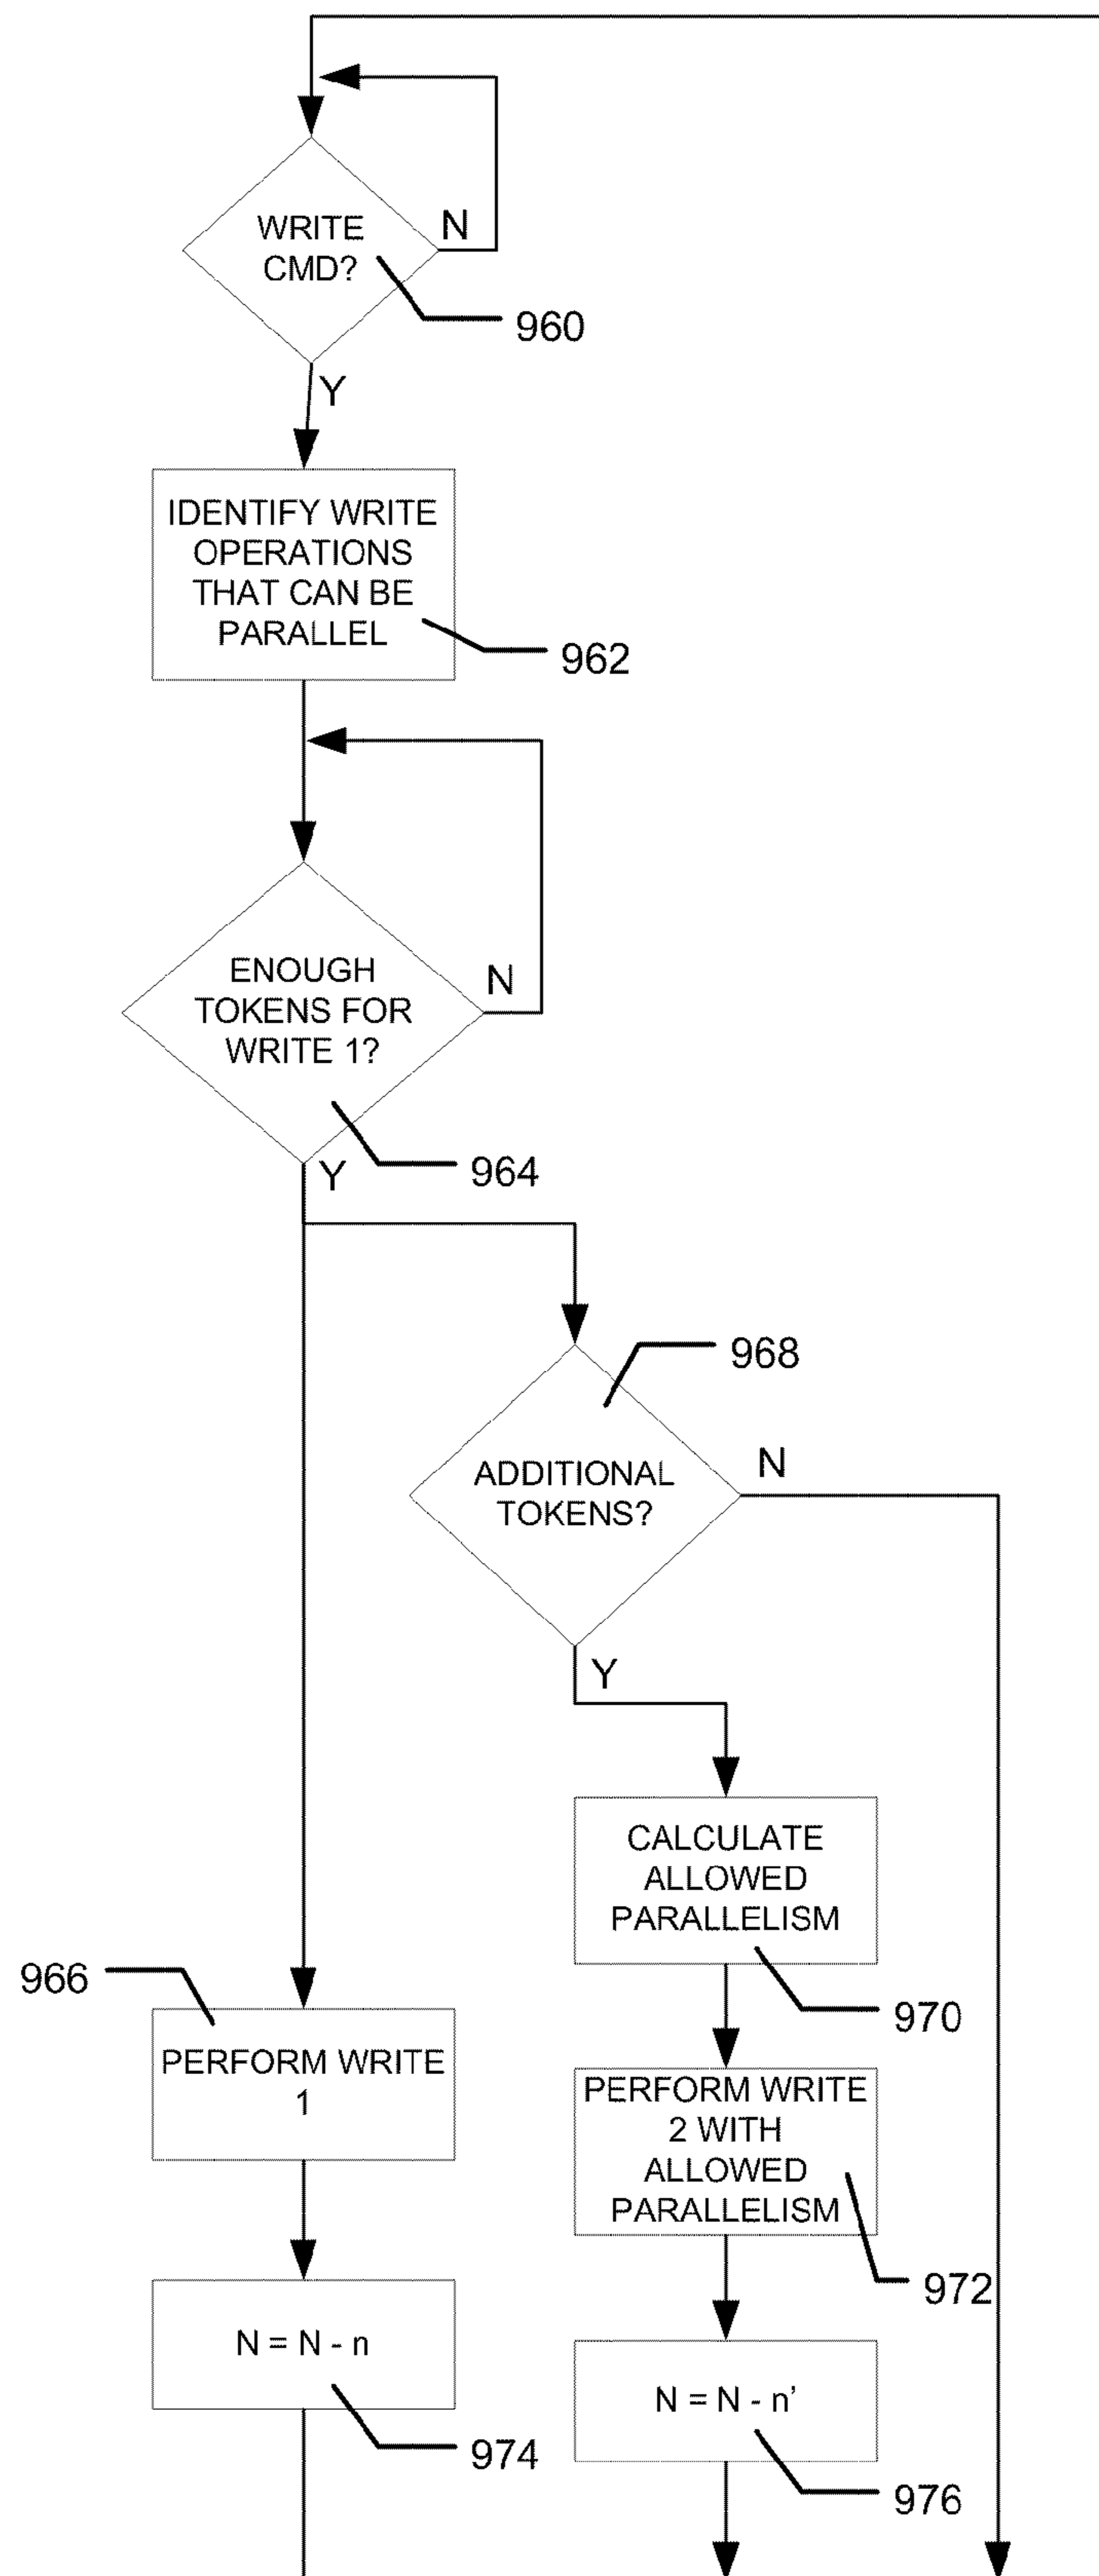 WRITE
CMD?
N
960
Y
IDENTIFY WRITE
OPERATIONS
THAT CAN BE
PARALLEL
962
ENOUGH
TOKENS FOR
WRITE 1?
N
Y
964
968
ADDITIONAL
TOKENS?
N
Y
CALCULATE
ALLOWED
PARALLELISM
970
966
PERFORM WRITE
1
PERFORM WRITE
2 WITH
ALLOWED
PARALLELISM
972
N = N - n
974
N = N - n’
976